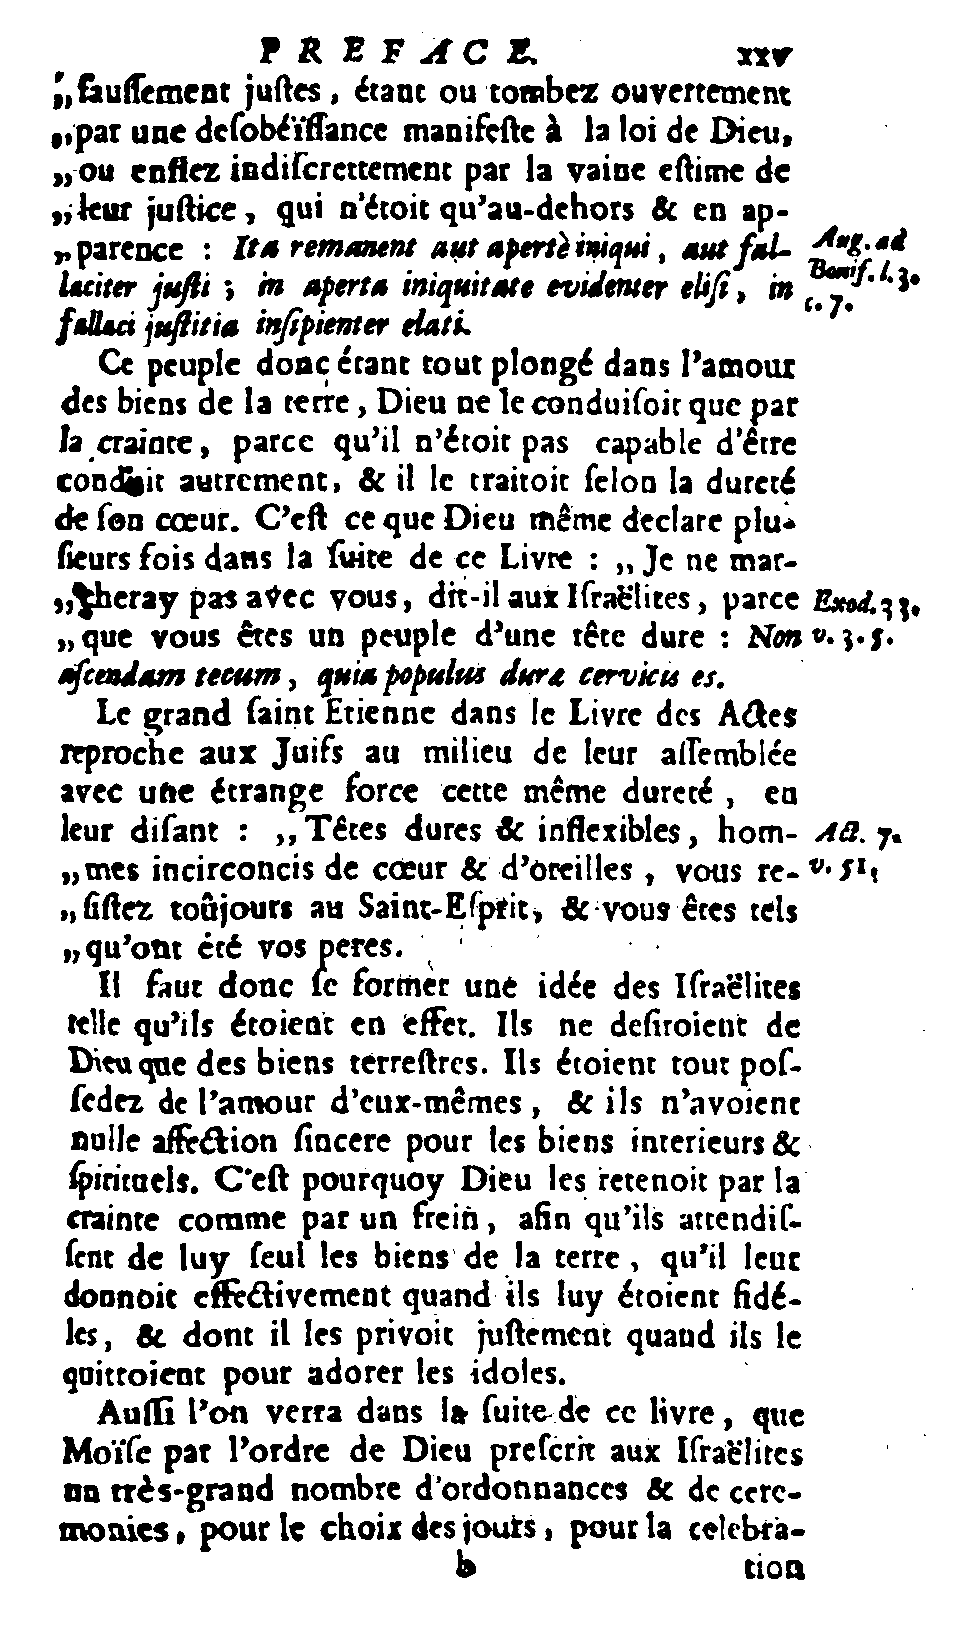 PREFACE. xxv
„faussement justes, étant ou tombez ouvertement
„par une desobéïssance manifeste à la loi de Dieu,
„ou enflez indiscrettement par la vaine estime de
„leur justice, qui n'étoit qu'au-dehors & en ap-
„parence : Ita remanent aut apertè iniqui, aut fal-
laciter justi ; in aperta iniquitate evidenter elisi, in
fallaci justitia insipienter elati.
Aug. ad
Bonif. l. 3.
c. 7.
Ce peuple donc étant tout plongé dans l'amour
des biens de la terre, Dieu ne le conduisoit que par
la crainte, parce qu'il n'étoit pas capable d'être
conduit autrement, & il le traitoit selon la dureté
de son cœur. C'est ce que Dieu même declare plu-
sieurs fois dans la suite de ce Livre : „Je ne mar-
„cheray pas avec vous, dit-il aux Israëlites, parce
„que vous êtes un peuple d'une tête dure : Non
ascendam tecum, quia populus duræ cervicis es.
Exod. 33.
v. 3. 5.
Le grand saint Etienne dans le Livre des Actes
reproche aux Juifs au milieu de leur assemblée
avec une étrange force cette même dureté, en
leur disant : „Têtes dures & inflexibles, hom-
„mes incirconcis de cœur & d'oreilles, vous re-
„sistez toûjours au Saint-Esprit, & vous êtes tels
„qu'ont été vos peres.
Act. 7.
v. 51.
Il faut donc se former une idée des Israëlites
telle qu'ils étoient en effet. Ils ne desiroient de
Dieu que des biens terrestres. Ils étoient tout pos-
sedez de l'amour d'eux-mêmes, & ils n'avoient
nulle affection sincere pour les biens interieurs &
spirituels. C'est pourquoy Dieu les retenoit par la
crainte comme par un frein, afin qu'ils attendis-
sent de luy seul les biens de la terre, qu'il leur
donnoit effectivement quand ils luy étoient fidé-
les, & dont il les privoit justement quand ils le
quittoient pour adorer les idoles.
Aussi l'on verra dans la suite de ce livre, que
Moïse par l'ordre de Dieu prescrit aux Israëlites
un très-grand nombre d'ordonnances & de cere-
monies, pour le choix des jours, pour la celebra-
b tion